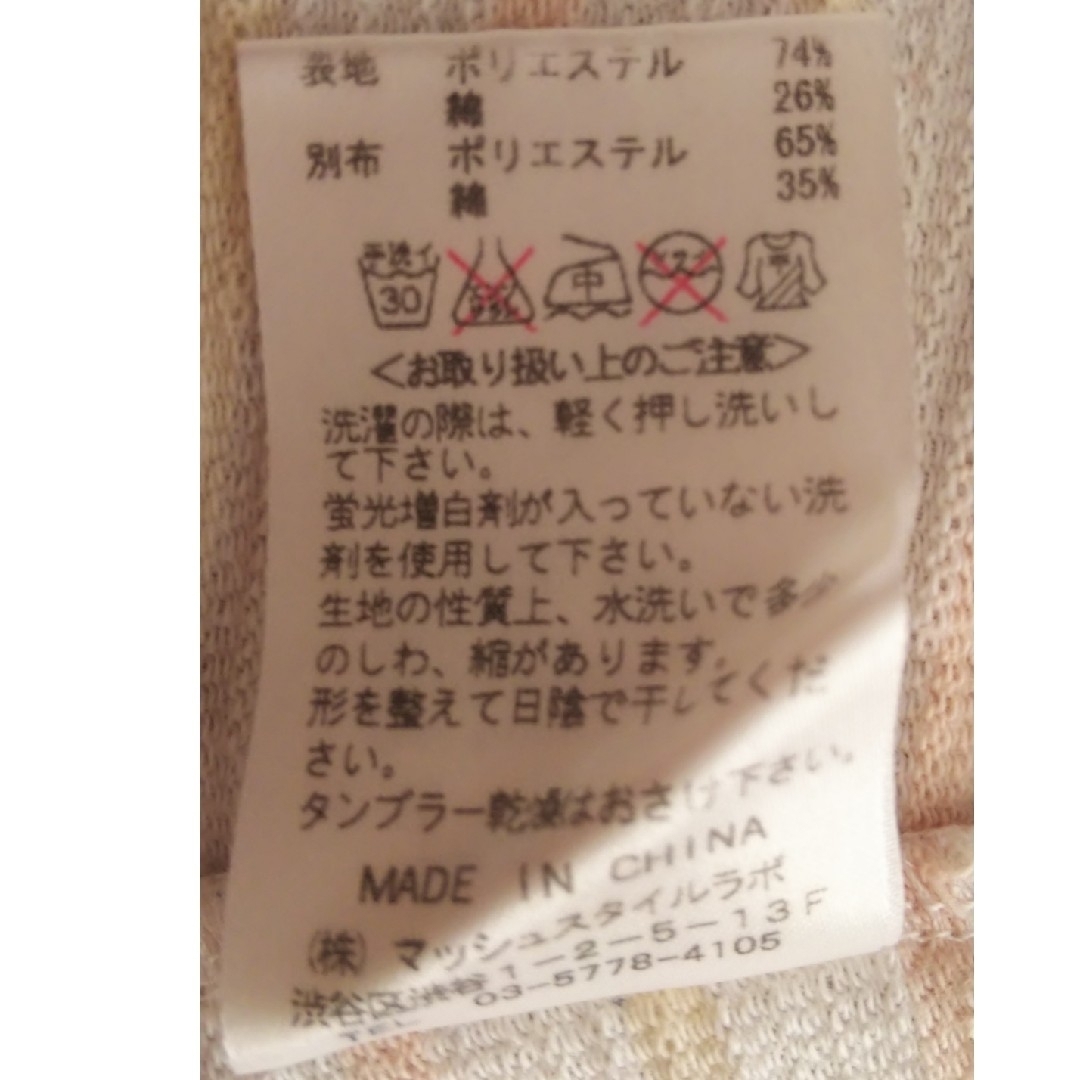 表地 ポリエステル 74%
綿 26%
別布 ポリエステル 65%
綿 35%
手洗イ 30 中
<お取り扱い上のご注意>
洗濯の際は、軽く押し洗いし
て下さい。
蛍光増白剤が入っていない洗
剤を使用して下さい。
生地の性質上、水洗いで多少
のしわ、縮があります。
形を整えて日陰で干してくだ
さい。
タンブラー乾燥はおさけ下さい。
MADE IN CHINA
(株) マッシュスタイルラボ
渋谷区渋谷1-2-5-13F
TEL 03-5778-4105